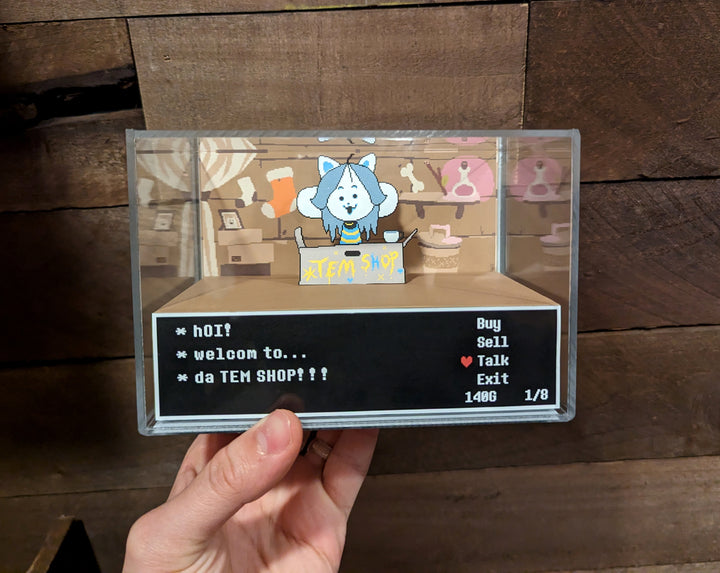 *TEM SHOP
* hOI!
* welcom to...
* da TEM SHOP!!!
Buy
Sell
Talk
Exit
140G 1/8